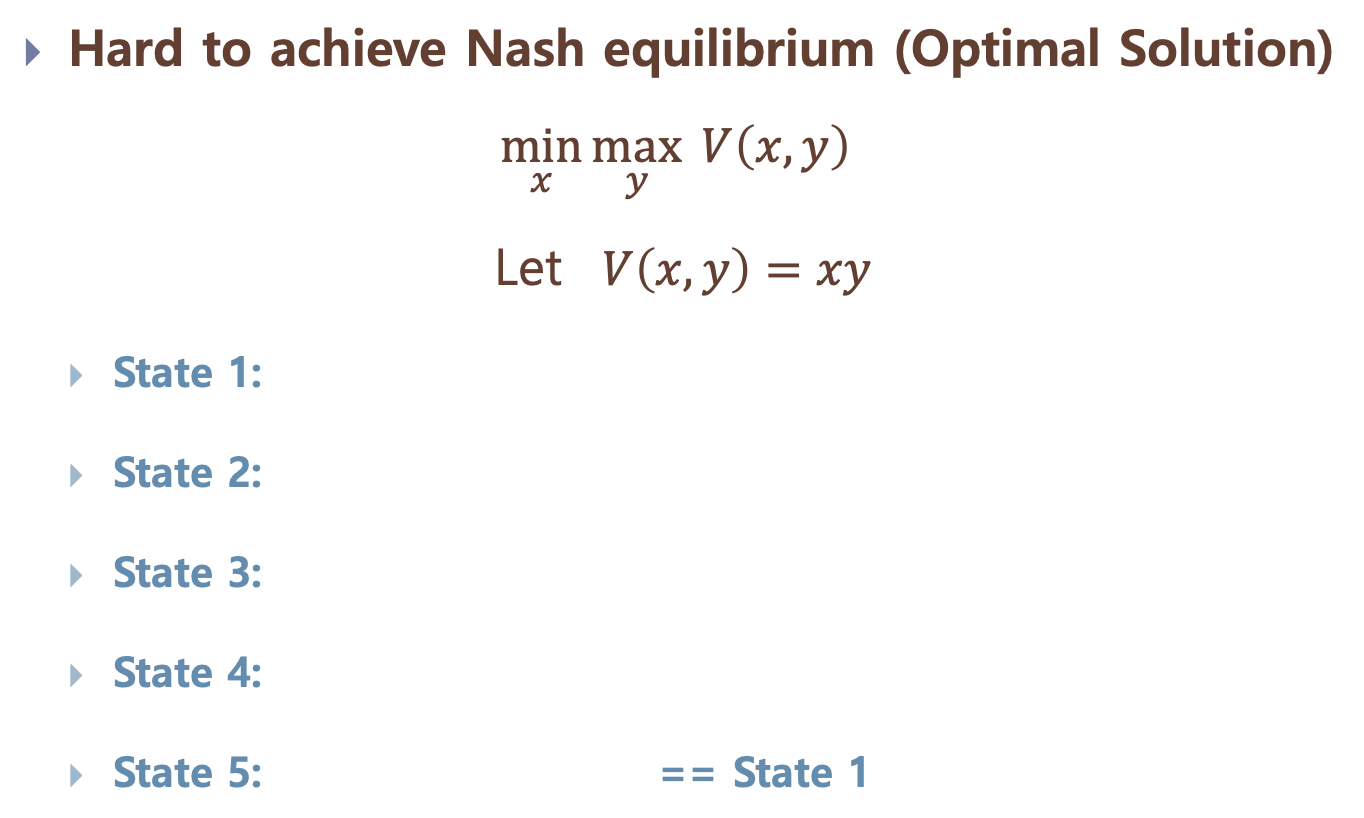 Hard to achieve Nash equilibrium (Optimal Solution)
min max V(x, y)
x y
Let V(x, y) = xy
State 1:
State 2:
State 3:
State 4:
State 5: == State 1